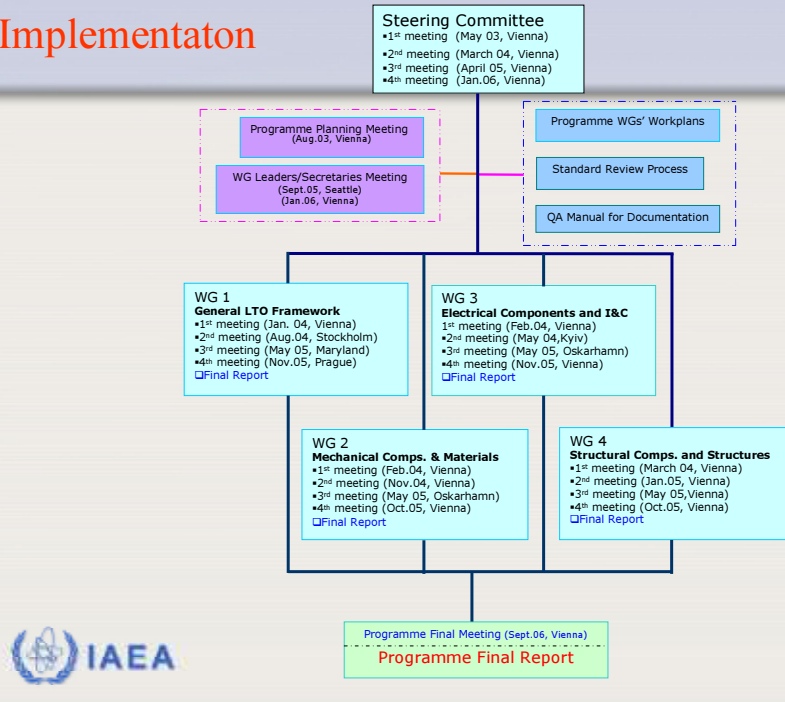 Implementaton
Steering Committee
▪1st meeting (May 03, Vienna)
▪2nd meeting (March 04, Vienna)
▪3rd meeting (April 05, Vienna)
▪4th meeting (Jan.06, Vienna)
Programme Planning Meeting
(Aug.03, Vienna)
WG Leaders/Secretaries Meeting
(Sept.05, Seattle)
(Jan.06, Vienna)
Programme WGs' Workplans
Standard Review Process
QA Manual for Documentation
WG 1
General LTO Framework
▪1st meeting (Jan. 04, Vienna)
▪2nd meeting (Aug.04, Stockholm)
▪3rd meeting (May 05, Maryland)
▪4th meeting (Nov.05, Prague)
❑Final Report
WG 3
Electrical Components and I&C
1st meeting (Feb.04, Vienna)
▪2nd meeting (May 04,Kyiv)
▪3rd meeting (May 05, Oskarhamn)
▪4th meeting (Nov.05, Vienna)
❑Final Report
WG 2
Mechanical Comps. & Materials
▪1st meeting (Feb.04, Vienna)
▪2nd meeting (Nov.04, Vienna)
▪3rd meeting (May 05, Oskarhamn)
▪4th meeting (Oct.05, Vienna)
❑Final Report
WG 4
Structural Comps. and Structures
▪1st meeting (March 04, Vienna)
▪2nd meeting (Jan.05, Vienna)
▪3rd meeting (May 05,Vienna)
▪4th meeting (Oct.05, Vienna)
❑Final Report
Programme Final Meeting (Sept.06, Vienna)
Programme Final Report
IAEA